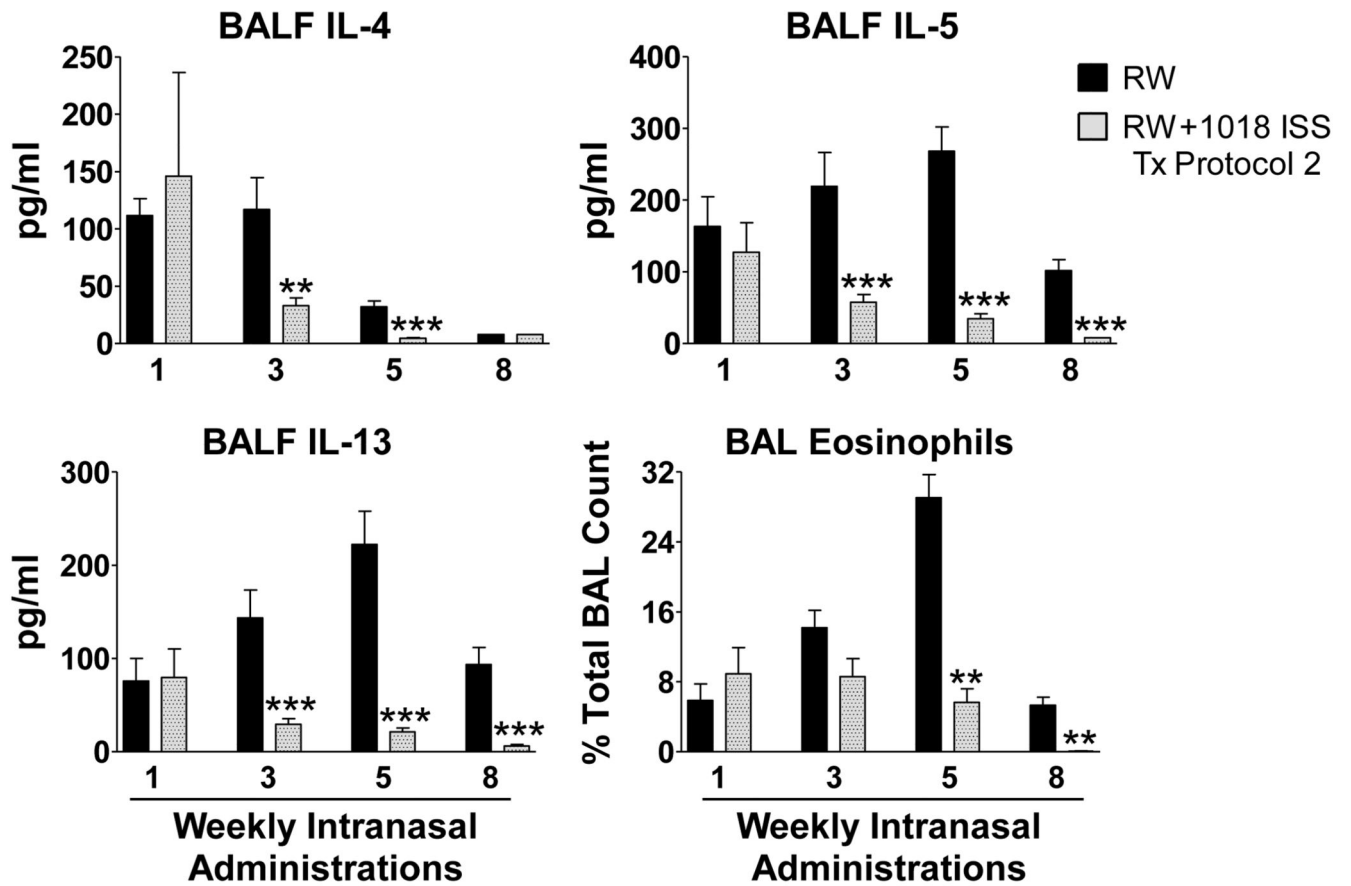 BALF IL-4
pg/ml
250
200
150
100
50
0
**
***
1 3 5 8
BALF IL-5
pg/ml
400
300
200
100
0
***
***
***
1 3 5 8
RW
RW+1018 ISS
Tx Protocol 2
BALF IL-13
pg/ml
300
200
100
0
***
***
***
1 3 5 8
Weekly Intranasal
Administrations
BAL Eosinophils
% Total BAL Count
32
24
16
8
0
**
**
1 3 5 8
Weekly Intranasal
Administrations